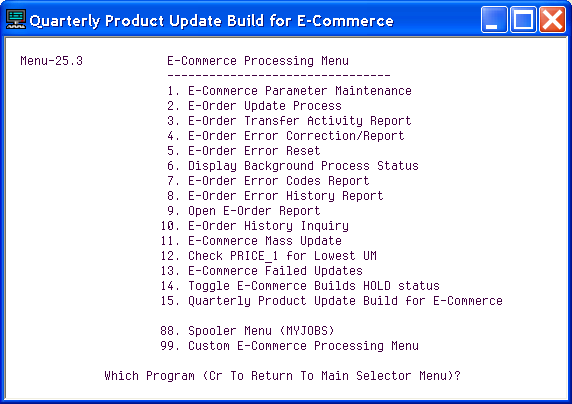 Quarterly Product Update Build for E-Commerce
Menu-25.3 E-Commerce Processing Menu
--------------------------------
1. E-Commerce Parameter Maintenance
2. E-Order Update Process
3. E-Order Transfer Activity Report
4. E-Order Error Correction/Report
5. E-Order Error Reset
6. Display Background Process Status
7. E-Order Error Codes Report
8. E-Order Error History Report
9. Open E-Order Report
10. E-Order History Inquiry
11. E-Commerce Mass Update
12. Check PRICE_1 for Lowest UM
13. E-Commerce Failed Updates
14. Toggle E-Commerce Builds HOLD status
15. Quarterly Product Update Build for E-Commerce
88. Spooler Menu (MYJOBS)
99. Custom E-Commerce Processing Menu
Which Program (Cr To Return To Main Selector Menu)?